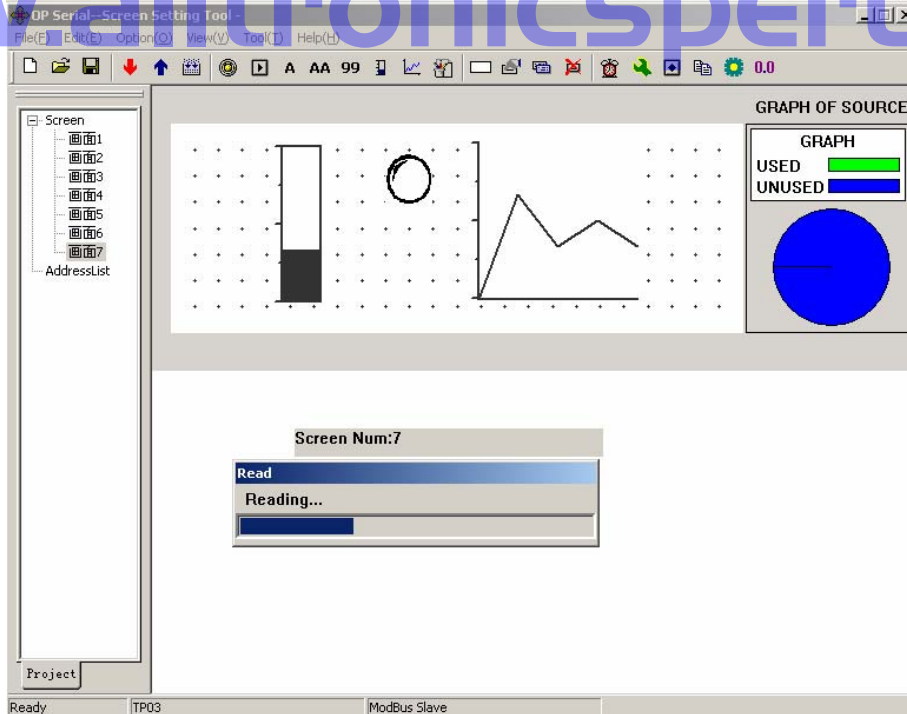 OP Serial--Screen Setting Tool -
File(F) Edit(E) Option(O) View(V) Tool(T) Help(H)
A AA 99 0.0
Screen
画面1
画面2
画面3
画面4
画面5
画面6
画面7
AddressList
GRAPH OF SOURCE
GRAPH
USED
UNUSED
Screen Num:7
Read
Reading...
Project
Ready TP03 ModBus Slave